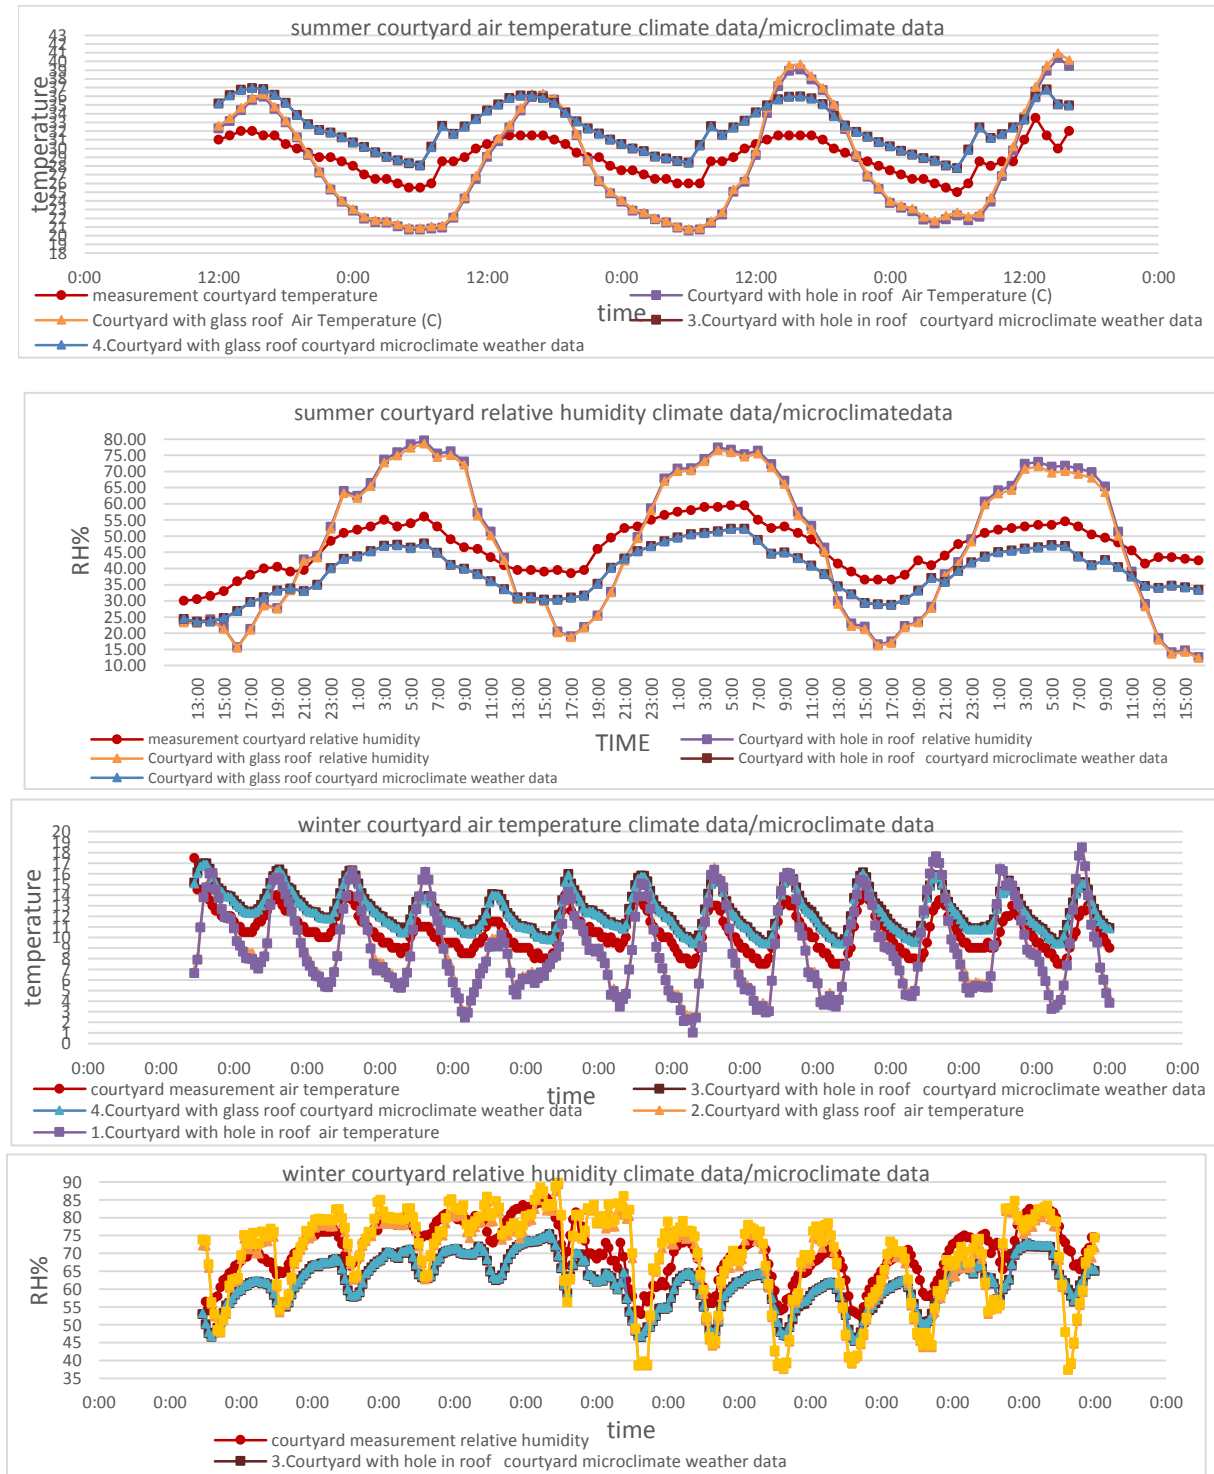 summer courtyard air temperature climate data/microclimate data
43
42
41
40
39
38
37
36
35
34
33
32
31
30
29
28
27
26
25
24
23
22
21
20
19
18
temperature
0:00 12:00 0:00 12:00 0:00 12:00 0:00 12:00 0:00
time
measurement courtyard temperature
Courtyard with hole in roof Air Temperature (C)
Courtyard with glass roof Air Temperature (C)
3.Courtyard with hole in roof courtyard microclimate weather data
4.Courtyard with glass roof courtyard microclimate weather data
summer courtyard relative humidity climate data/microclimatedata
80.00
75.00
70.00
65.00
60.00
55.00
50.00
45.00
40.00
35.00
30.00
25.00
20.00
15.00
10.00
RH%
13:00 15:00 17:00 19:00 21:00 23:00 1:00 3:00 5:00 7:00 9:00 11:00 13:00 15:00 17:00 19:00 21:00 23:00 1:00 3:00 5:00 7:00 9:00 11:00 13:00 15:00 17:00 19:00 21:00 23:00 1:00 3:00 5:00 7:00 9:00 11:00 13:00 15:00
TIME
measurement courtyard relative humidity
Courtyard with hole in roof relative humidity
Courtyard with glass roof relative humidity
Courtyard with hole in roof courtyard microclimate weather data
Courtyard with glass roof courtyard microclimate weather data
winter courtyard air temperature climate data/microclimate data
20
19
18
17
16
15
14
13
12
11
10
9
8
7
6
5
4
3
2
1
0
temperature
0:00 0:00 0:00 0:00 0:00 0:00 0:00 0:00 0:00 0:00 0:00 0:00 0:00 0:00 0:00 0:00
time
courtyard measurement air temperature
3.Courtyard with hole in roof courtyard microclimate weather data
4.Courtyard with glass roof courtyard microclimate weather data
2.Courtyard with glass roof air temperature
1.Courtyard with hole in roof air temperature
winter courtyard relative humidity climate data/microclimate data
90
85
80
75
70
65
60
55
50
45
40
35
RH%
0:00 0:00 0:00 0:00 0:00 0:00 0:00 0:00 0:00 0:00 0:00 0:00 0:00 0:00 0:00 0:00
time
courtyard measurement relative humidity
3.Courtyard with hole in roof courtyard microclimate weather data